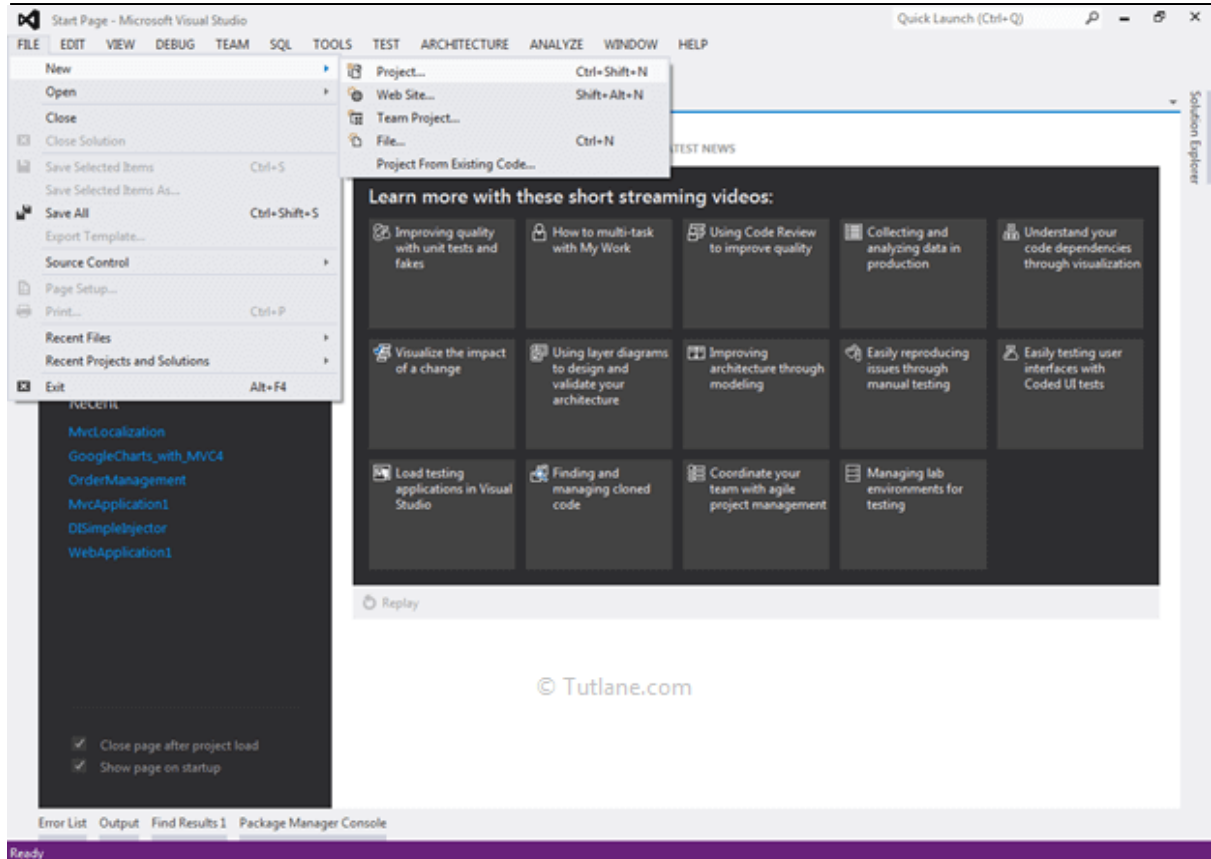 Start Page - Microsoft Visual Studio
Quick Launch (Ctrl+Q)
FILE EDIT VIEW DEBUG TEAM SQL TOOLS TEST ARCHITECTURE ANALYZE WINDOW HELP
New
Open
Close
Close Solution
Save Selected Items Ctrl+S
Save Selected Items As...
Save All Ctrl+Shift+S
Export Template...
Source Control
Page Setup...
Print... Ctrl+P
Recent Files
Recent Projects and Solutions
Exit Alt+F4
Project... Ctrl+Shift+N
Web Site... Shift+Alt+N
Team Project...
File... Ctrl+N
Project From Existing Code...
Solution Explorer
NEWS
Learn more with these short streaming videos:
Improving quality
with unit tests and
fakes
How to multi-task
with My Work
Using Code Review
to improve quality
Collecting and
analyzing data in
production
Understand your
code dependencies
through visualization
Visualize the impact
of a change
Using layer diagrams
to design and
validate your
architecture
Improving
architecture through
modeling
Easily reproducing
issues through
manual testing
Easily testing user
interfaces with
Coded UI tests
Load testing
applications in Visual
Studio
Finding and
managing cloned
code
Coordinate your
team with agile
project management
Managing lab
environments for
testing
Replay
Recent
MvcLocalization
GoogleCharts_with_MVC4
OrderManagement
MvcApplication1
DISimpleInjector
WebApplication1
© Tutlane.com
Close page after project load
Show page on startup
Error List Output Find Results 1 Package Manager Console
Ready